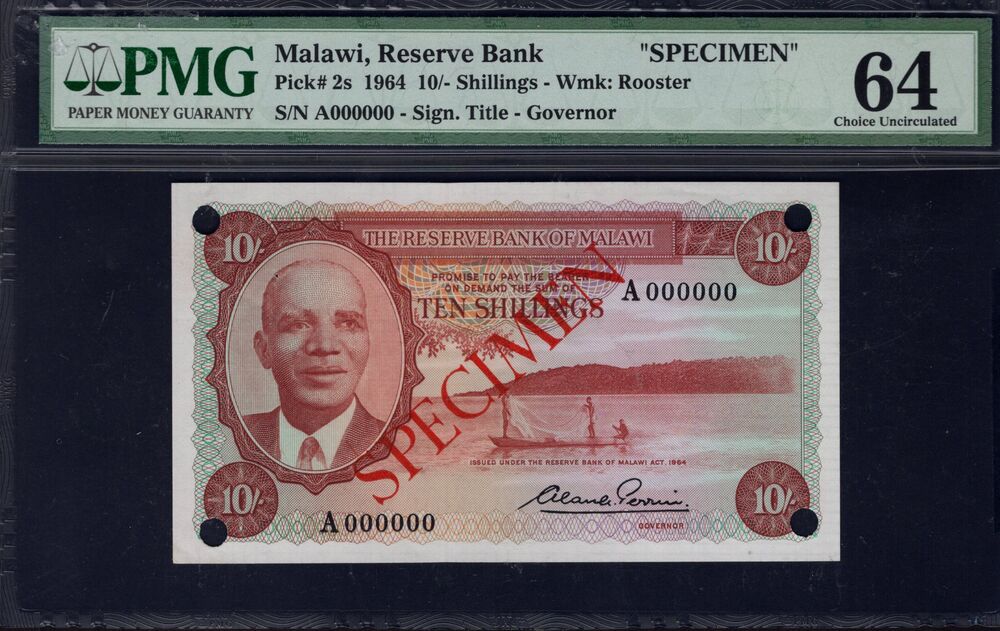 PMG
PAPER MONEY GUARANTY
Malawi, Reserve Bank "SPECIMEN"
Pick# 2s 1964 10/- Shillings - Wmk: Rooster
S/N A000000 - Sign. Title - Governor
64
Choice Uncirculated
10/-
10/-
THE RESERVE BANK OF MALAWI
PROMISE TO PAY THE BEARER
ON DEMAND THE SUM OF
TEN SHILLINGS
A 000000
SPECIMEN
ISSUED UNDER THE RESERVE BANK OF MALAWI ACT. 1964
GOVERNOR
A 000000
10/-
10/-